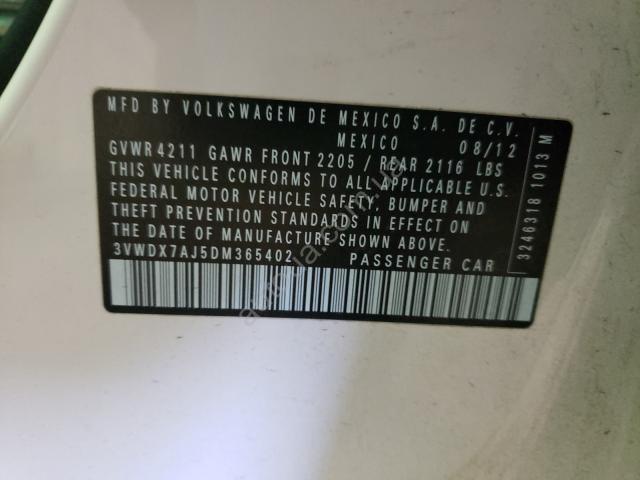 MFD BY VOLKSWAGEN DE MEXICO S.A. DE C.V.
MEXICO 08/12
GVWR 4211 GAWR FRONT 2205 / REAR 2116 LBS
THIS VEHICLE CONFORMS TO ALL APPLICABLE U.S.
FEDERAL MOTOR VEHICLE SAFETY, BUMPER AND
THEFT PREVENTION STANDARDS IN EFFECT ON
THE DATE OF MANUFACTURE SHOWN ABOVE
3VWDX7AJ5DM365402 PASSENGER CAR
3246318 1013 M